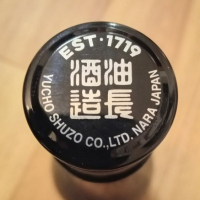 EST·1719
油長
酒造
YUCHO SHUZO CO.,LTD. NARA JAPAN